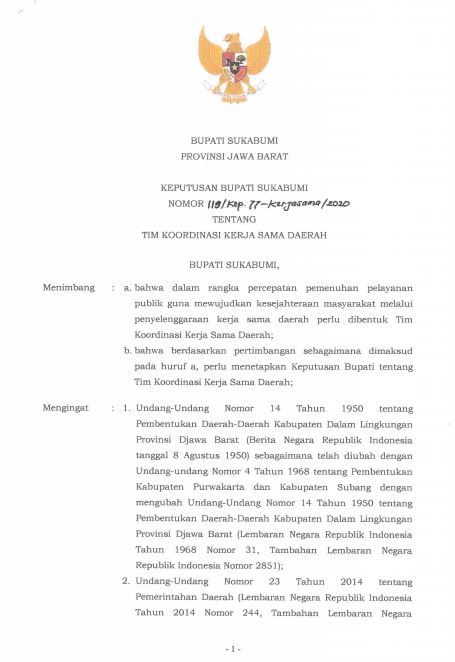 BUPATI SUKABUMI
PROVINSI JAWA BARAT
KEPUTUSAN BUPATI SUKABUMI
NOMOR 119/Kep.77-Kerjasama/2020
TENTANG
TIM KOORDINASI KERJA SAMA DAERAH
BUPATI SUKABUMI,
Menimbang : a. bahwa dalam rangka percepatan pemenuhan pelayanan
publik guna mewujudkan kesejahteraan masyarakat melalui
penyelenggaraan kerja sama daerah perlu dibentuk Tim
Koordinasi Kerja Sama Daerah;
b. bahwa berdasarkan pertimbangan sebagaimana dimaksud
pada huruf a, perlu menetapkan Keputusan Bupati tentang
Tim Koordinasi Kerja Sama Daerah;
Mengingat : 1. Undang-Undang Nomor 14 Tahun 1950 tentang
Pembentukan Daerah-Daerah Kabupaten Dalam Lingkungan
Provinsi Djawa Barat (Berita Negara Republik Indonesia
tanggal 8 Agustus 1950) sebagaimana telah diubah dengan
Undang-undang Nomor 4 Tahun 1968 tentang Pembentukan
Kabupaten Purwakarta dan Kabupaten Subang dengan
mengubah Undang-Undang Nomor 14 Tahun 1950 tentang
Pembentukan Daerah-Daerah Kabupaten Dalam Lingkungan
Provinsi Djawa Barat (Lembaran Negara Republik Indonesia
Tahun 1968 Nomor 31, Tambahan Lembaran Negara
Republik Indonesia Nomor 2851);
2. Undang-Undang Nomor 23 Tahun 2014 tentang
Pemerintahan Daerah (Lembaran Negara Republik Indonesia
Tahun 2014 Nomor 244, Tambahan Lembaran Negara
- 1 -